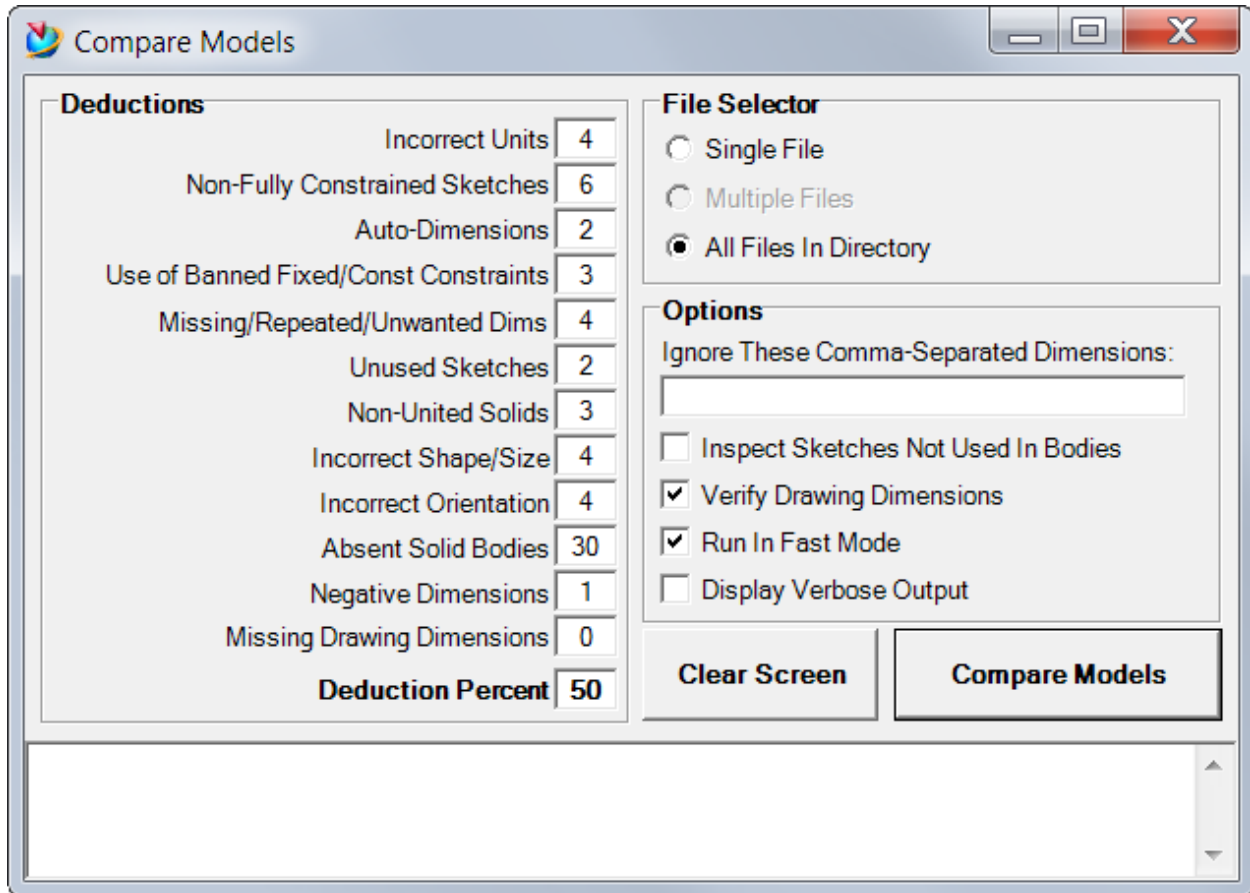 Compare Models
Deductions
Incorrect Units 4
Non-Fully Constrained Sketches 6
Auto-Dimensions 2
Use of Banned Fixed/Const Constraints 3
Missing/Repeated/Unwanted Dims 4
Unused Sketches 2
Non-United Solids 3
Incorrect Shape/Size 4
Incorrect Orientation 4
Absent Solid Bodies 30
Negative Dimensions 1
Missing Drawing Dimensions 0
Deduction Percent 50
File Selector
Single File
Multiple Files
All Files In Directory
Options
Ignore These Comma-Separated Dimensions:
Inspect Sketches Not Used In Bodies
Verify Drawing Dimensions
Run In Fast Mode
Display Verbose Output
Clear Screen
Compare Models